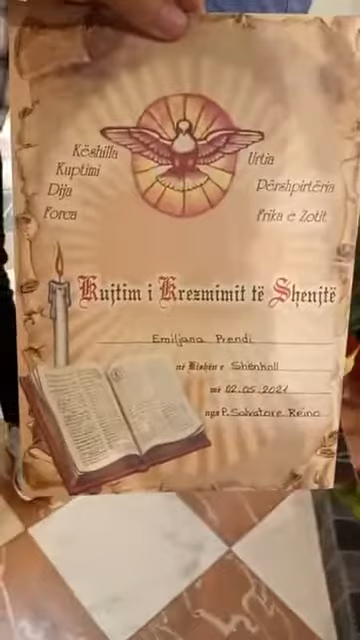 Këshilla
Kuptimi
Dija
Forca
Urtia
Përshpirtëria
Frika e Zotit
Kujtim i Krezmimit të Shenjtë
Emiljana Prendi
në Kishën e Shënkoll
më 02.05.2021
nga P. Salvatore Reino